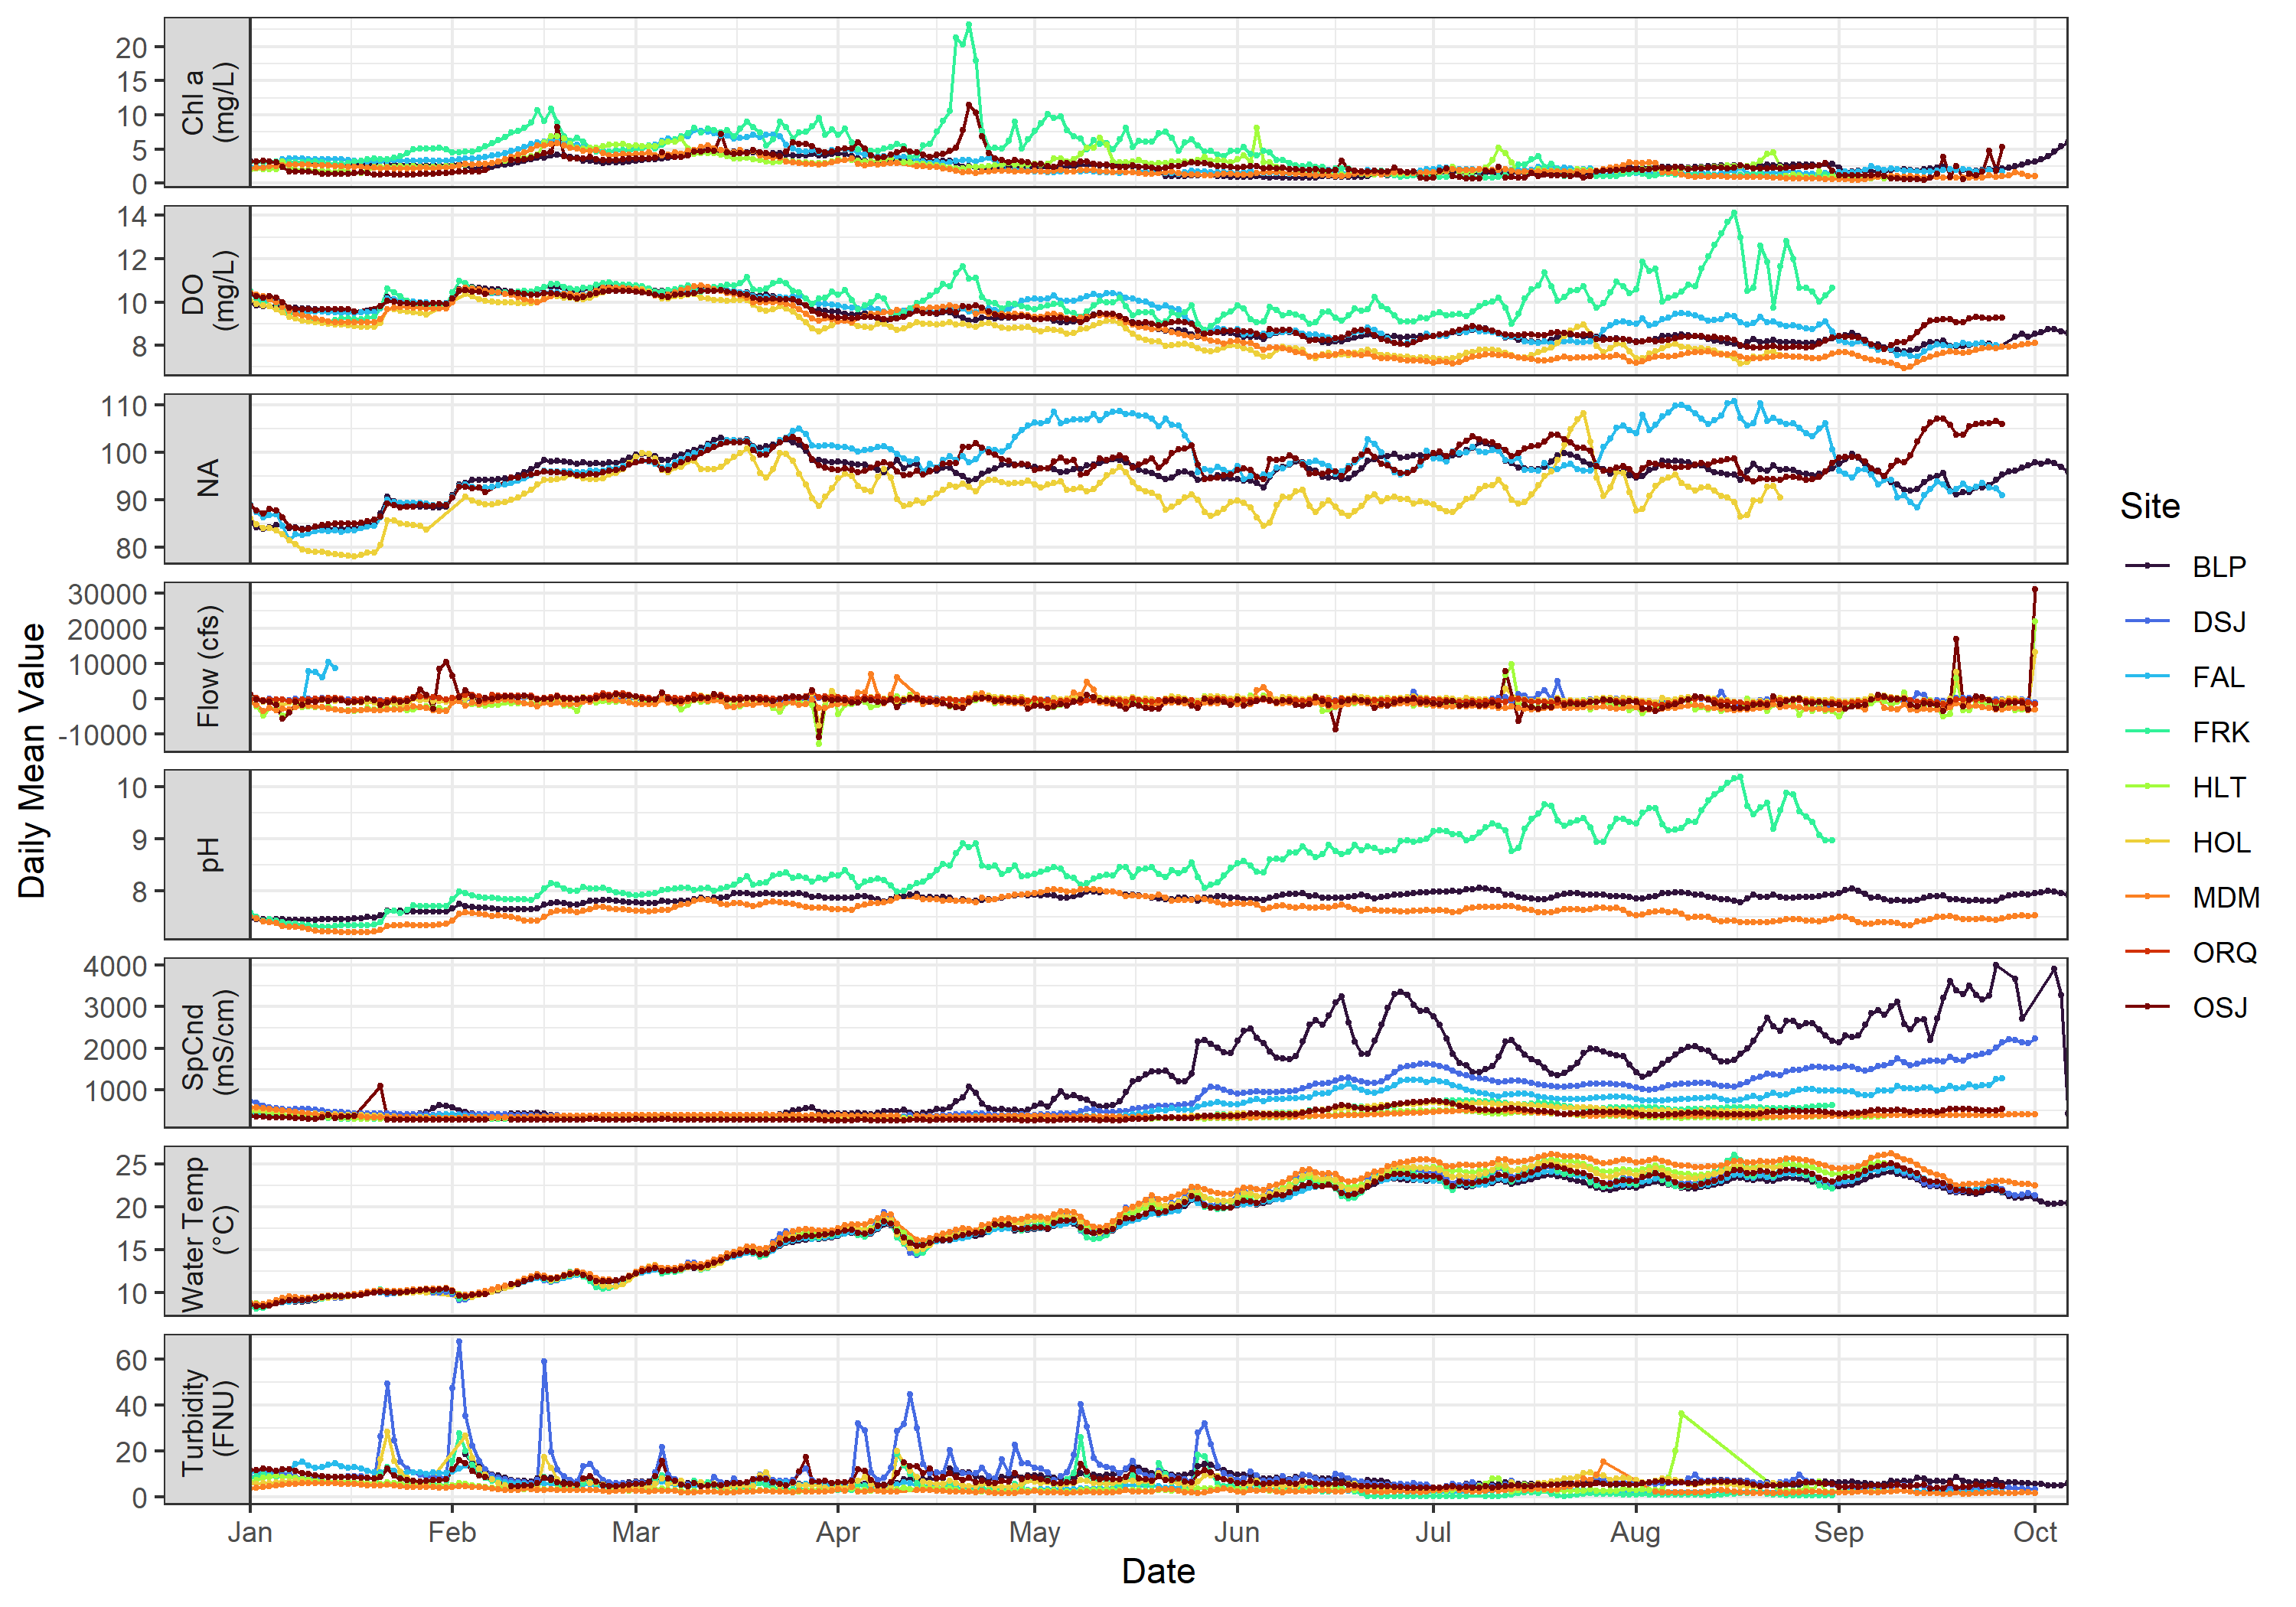 Daily Mean Value
Chl a
(mg/L)
20
15
10
5
0
DO
(mg/L)
14
12
10
8
NA
110
100
90
80
Flow (cfs)
30000
20000
10000
0
-10000
pH
10
9
8
SpCnd
(mS/cm)
4000
3000
2000
1000
Water Temp
(°C)
25
20
15
10
Turbidity
(FNU)
60
40
20
0
Jan Feb Mar Apr May Jun Jul Aug Sep Oct
Date
Site
BLP
DSJ
FAL
FRK
HLT
HOL
MDM
ORQ
OSJ